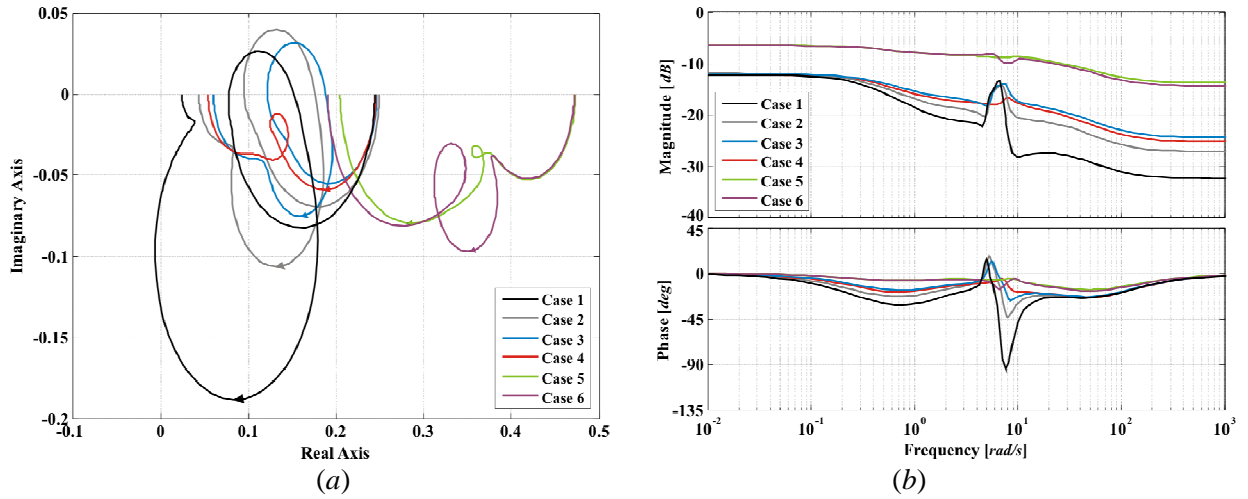 0.05
0
-0.05
-0.1
-0.15
-0.2
Imaginary Axis
-0.1
0
0.1
0.2
0.3
0.4
0.5
Real Axis
Case 1
Case 2
Case 3
Case 4
Case 5
Case 6
(a)
0
-10
-20
-30
-40
Magnitude [dB]
Case 1
Case 2
Case 3
Case 4
Case 5
Case 6
45
0
-45
-90
-135
Phase [deg]
10^-2
10^-1
10^0
10^1
10^2
10^3
Frequency [rad/s]
(b)